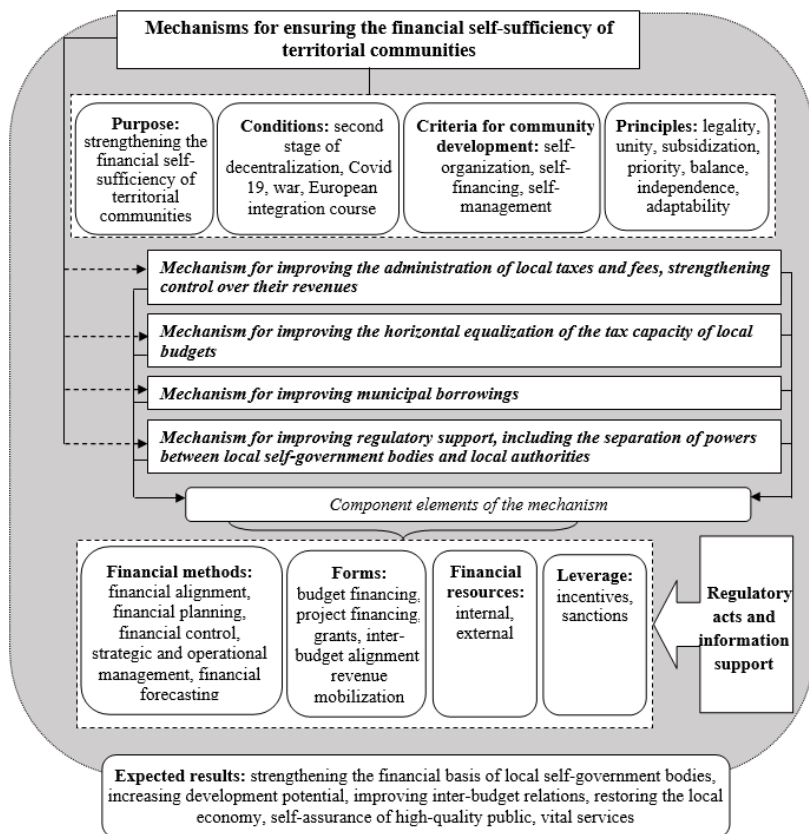 Mechanisms for ensuring the financial self-sufficiency of
territorial communities
Purpose:
strengthening the
financial self-
sufficiency of
territorial
communities
Conditions: second
stage of
decentralization, Covid
19, war, European
integration course
Criteria for community
development: self-
organization, self-
financing, self-
management
Principles: legality,
unity, subsidization,
priority, balance,
independence,
adaptability
Mechanism for improving the administration of local taxes and fees, strengthening
control over their revenues
Mechanism for improving the horizontal equalization of the tax capacity of local
budgets
Mechanism for improving municipal borrowings
Mechanism for improving regulatory support, including the separation of powers
between local self-government bodies and local authorities
Component elements of the mechanism
Financial methods:
financial alignment,
financial planning,
financial control,
strategic and operational
management, financial
forecasting
Forms:
budget financing,
project financing,
grants, inter-
budget alignment
revenue
mobilization
Financial
resources:
internal,
external
Leverage:
incentives,
sanctions
Regulatory
acts and
information
support
Expected results: strengthening the financial basis of local self-government bodies,
increasing development potential, improving inter-budget relations, restoring the local
economy, self-assurance of high-quality public, vital services